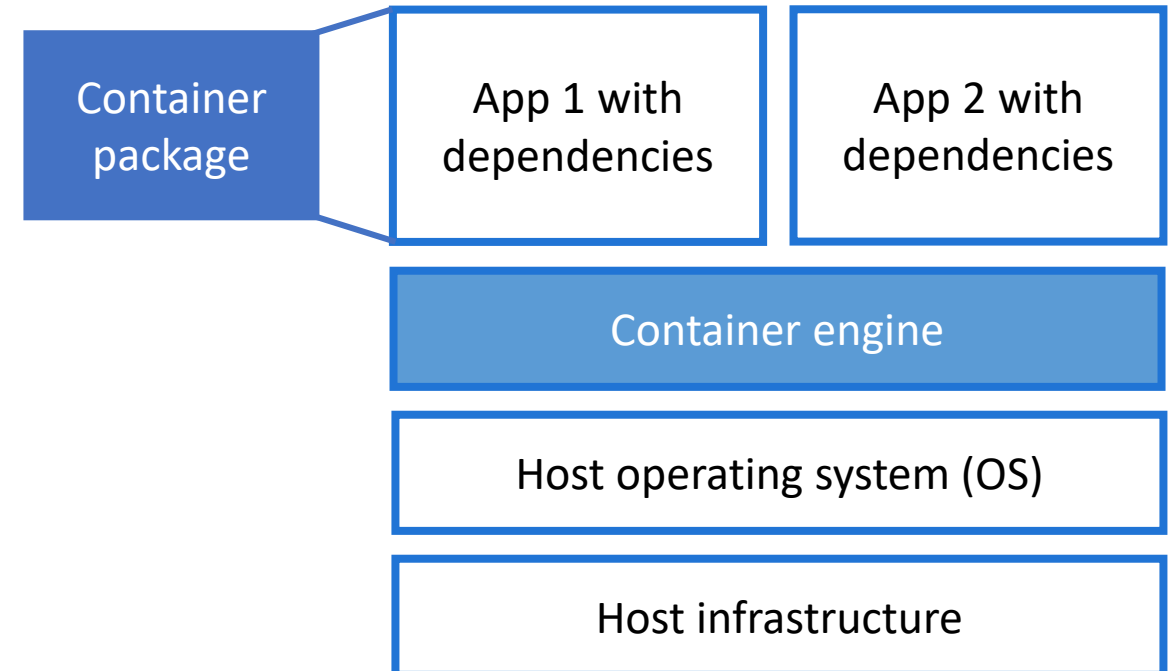 Container
package
App 1 with
dependencies
App 2 with
dependencies
Container engine
Host operating system (OS)
Host infrastructure